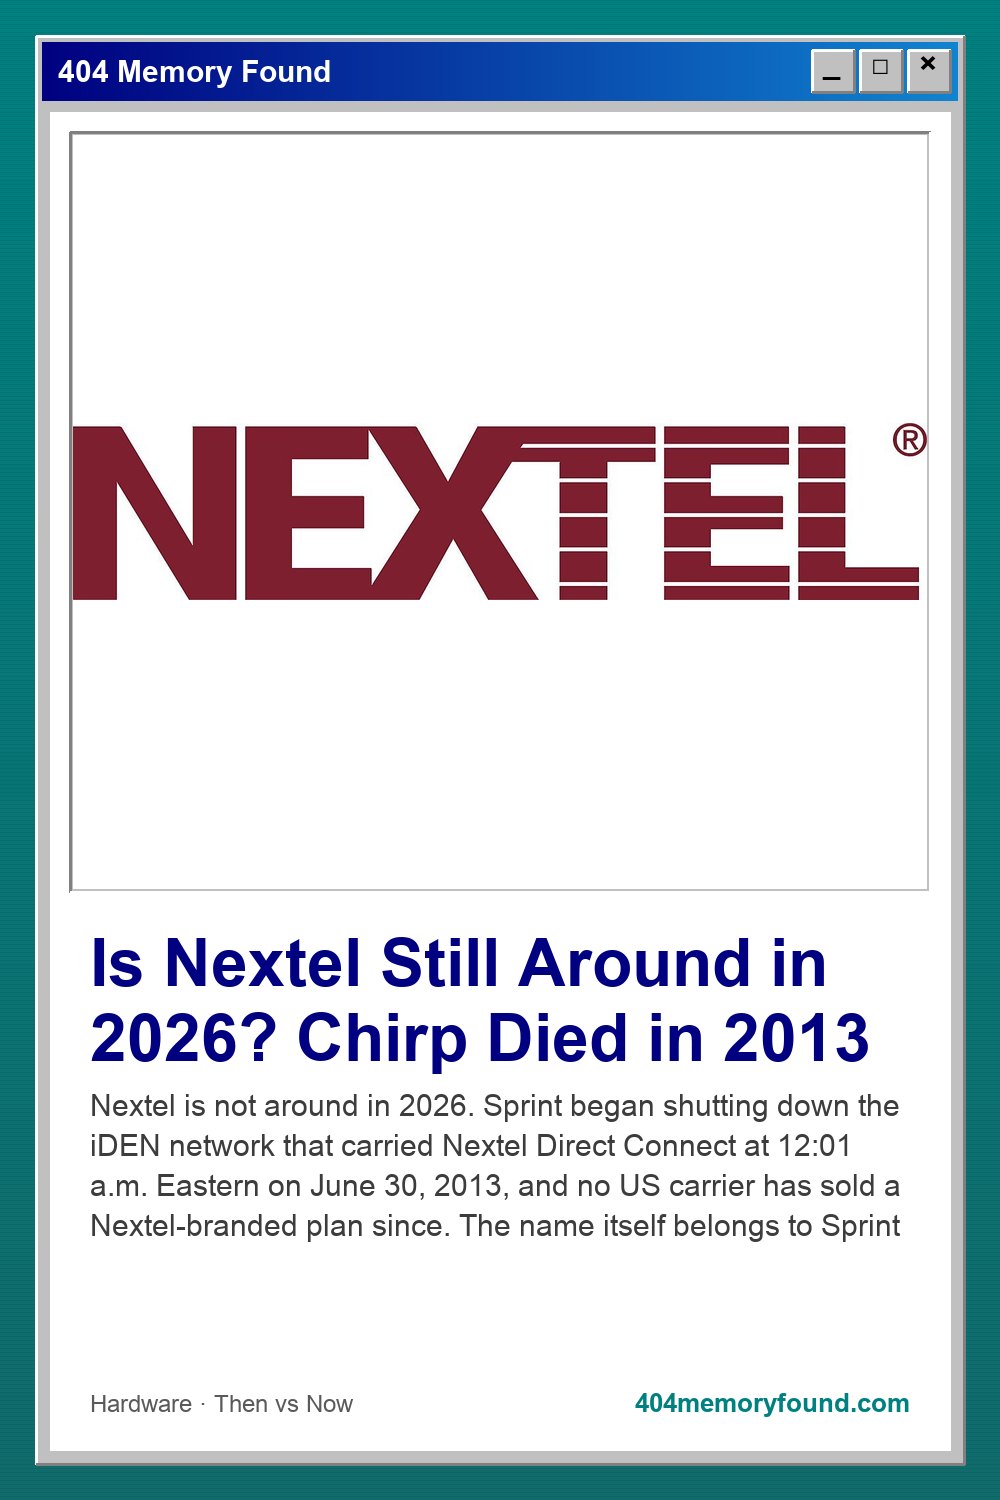 404 Memory Found
NEXTEL®
Is Nextel Still Around in
2026? Chirp Died in 2013
Nextel is not around in 2026. Sprint began shutting down the
iDEN network that carried Nextel Direct Connect at 12:01
a.m. Eastern on June 30, 2013, and no US carrier has sold a
Nextel-branded plan since. The name itself belongs to Sprint
Hardware · Then vs Now
404memoryfound.com